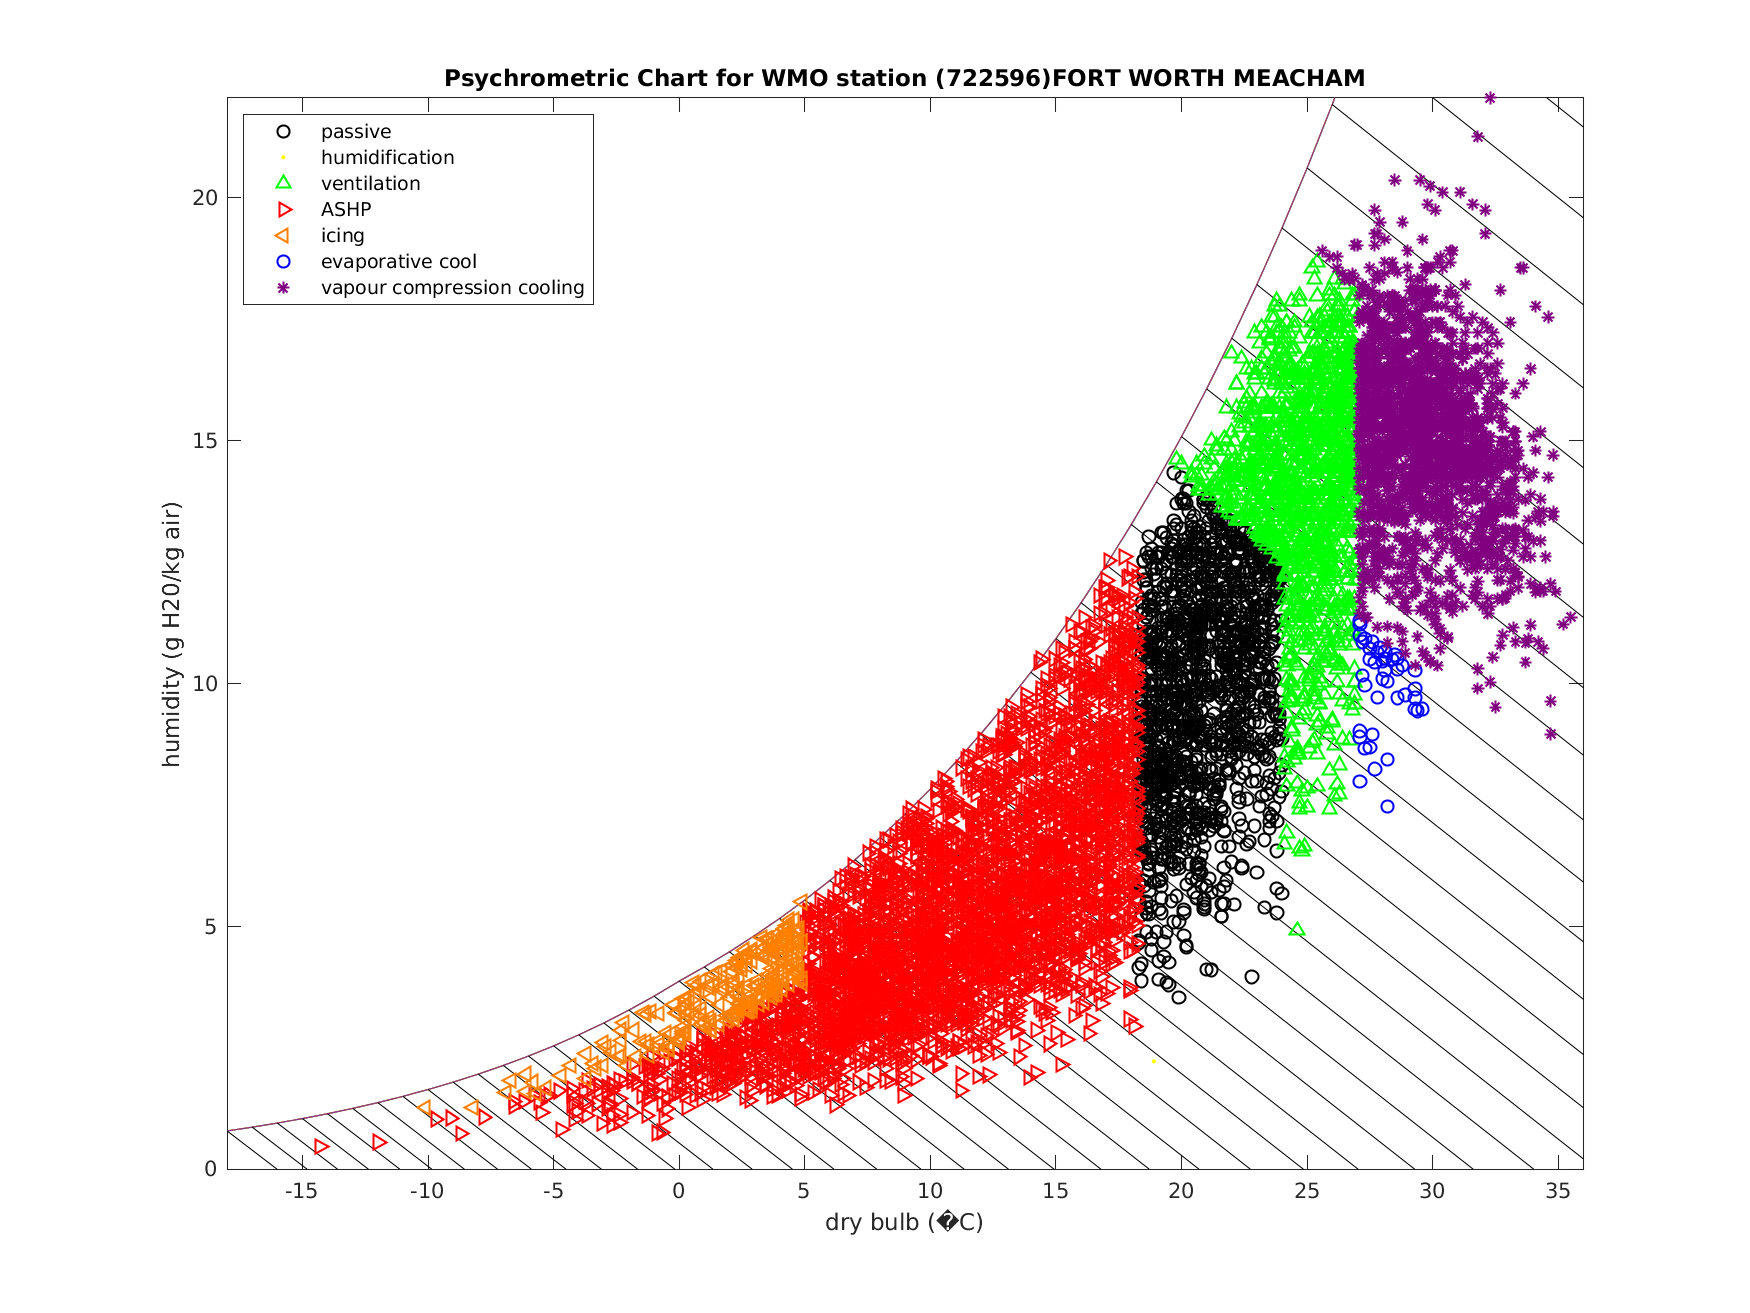 Psychrometric Chart for WMO station (722596)FORT WORTH MEACHAM
passive
humidification
ventilation
ASHP
icing
evaporative cool
vapour compression cooling
humidity (g H20/kg air)
20
15
10
5
0
-15 -10 -5 0 5 10 15 20 25 30 35
dry bulb (�C)